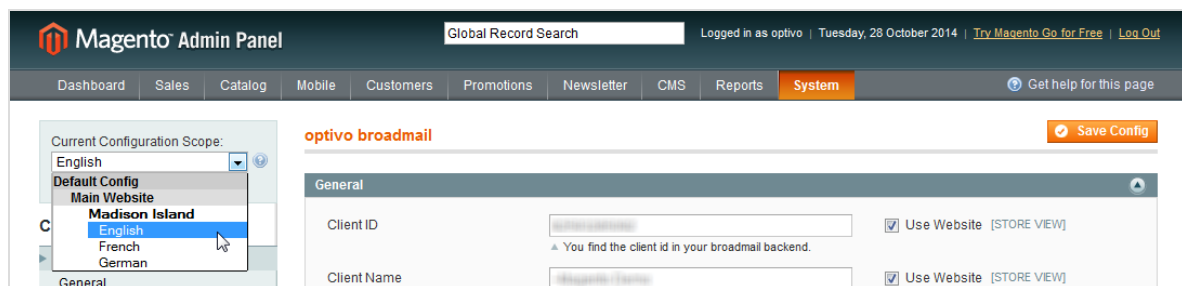 Magento® Admin Panel
Global Record Search
Logged in as optivo | Tuesday, 28 October 2014 | Try Magento Go for Free | Log Out
Dashboard Sales Catalog Mobile Customers Promotions Newsletter CMS Reports System Get help for this page
Current Configuration Scope:
English
Default Config
Main Website
Madison Island
English
French
German
C
General
optivo broadmail
Save Config
General
Client ID
Use Website [STORE VIEW]
You find the client id in your broadmail backend.
Client Name
Use Website [STORE VIEW]